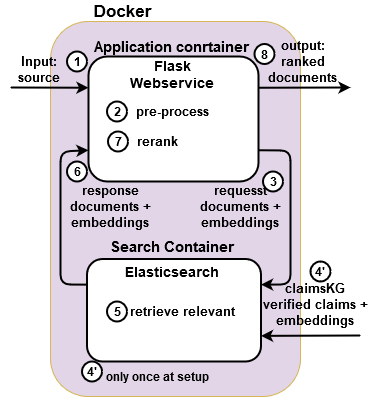 Docker
Application conrtainer
Input:
source
1
8
output:
ranked
documents
Flask
Webservice
2 pre-process
7 rerank
6
response
documents +
embeddings
3
requesst
documents +
embeddings
Search Container
Elasticsearch
5 retrieve relevant
4'
claimsKG
verified claims +
embeddings
4' only once at setup